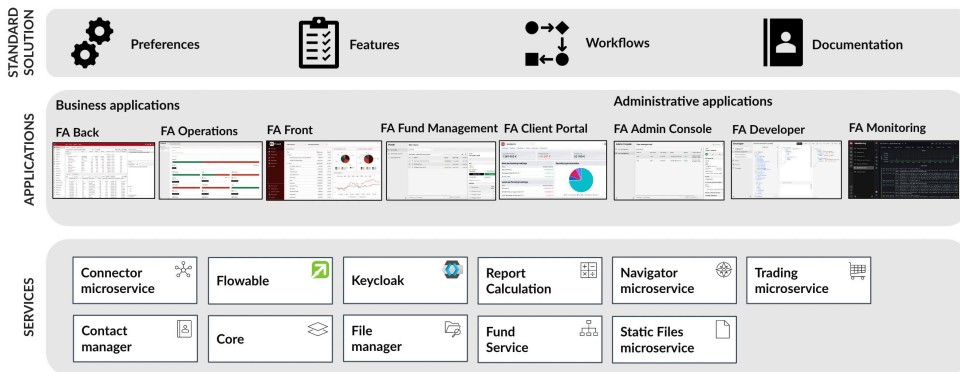 STANDARD
SOLUTION
Preferences
Features
Workflows
Documentation
APPLICATIONS
Business applications
Administrative applications
FA Back
FA Operations
FA Front
FA Fund Management
FA Client Portal
FA Admin Console
FA Developer
FA Monitoring
SERVICES
Connector
microservice
Flowable
Keycloak
Report
Calculation
Navigator
microservice
Trading
microservice
Contact
manager
Core
File
manager
Fund
Service
Static Files
microservice